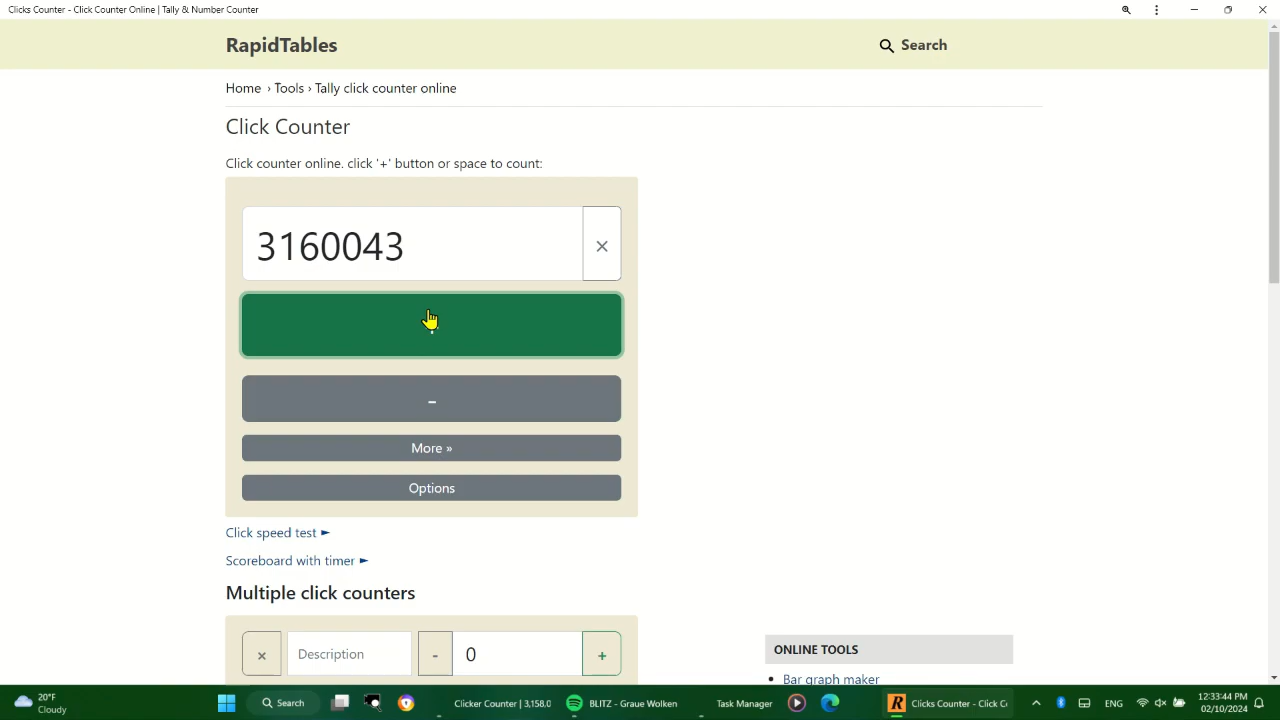 Clicks Counter - Click Counter Online | Tally & Number Counter
RapidTables
Search
Home › Tools › Tally click counter online
Click Counter
Click counter online. click '+' button or space to count:
3160043
×
-
More »
Options
Click speed test ►
Scoreboard with timer ►
Multiple click counters
×
Description
-
0
+
ONLINE TOOLS
• Bar graph maker
20°F
Cloudy
Search
Clicker Counter | 3,158,0
BLITZ - Graue Wolken
Task Manager
R
Clicks Counter - Click C
ENG
12:33:44 PM
02/10/2024